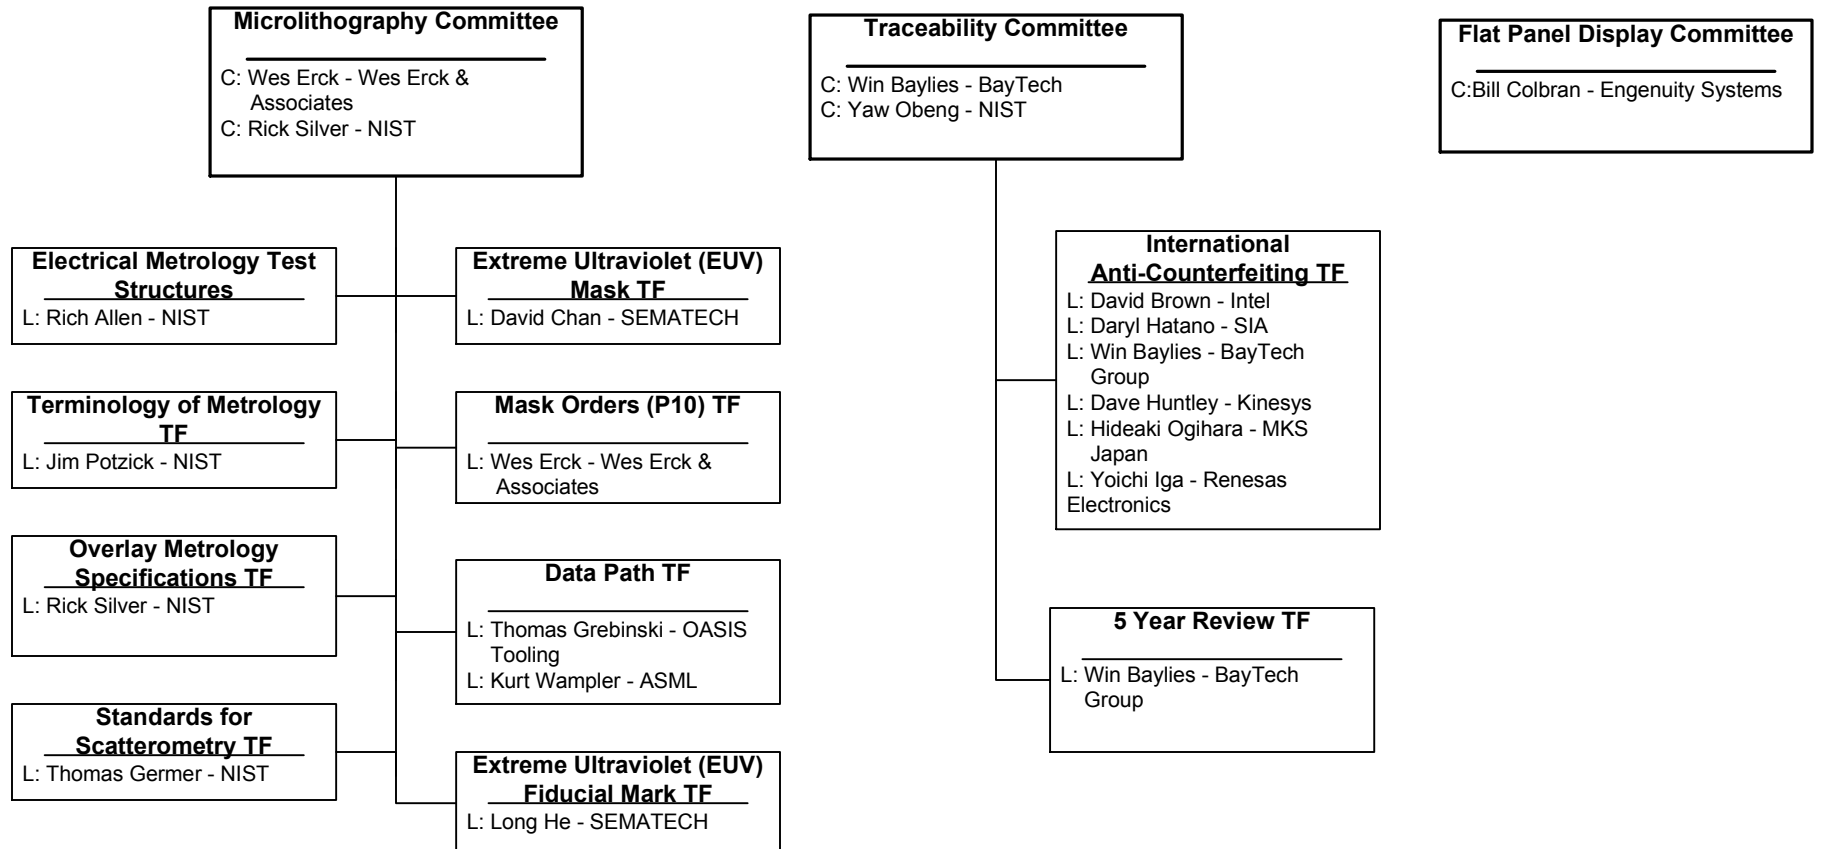 Microlithography Committee
C: Wes Erck - Wes Erck &
Associates
C: Rick Silver - NIST
Traceability Committee
C: Win Baylies - BayTech
C: Yaw Obeng - NIST
Flat Panel Display Committee
C:Bill Colbran - Engenuity Systems
Electrical Metrology Test
Structures
L: Rich Allen - NIST
Extreme Ultraviolet (EUV)
Mask TF
L: David Chan - SEMATECH
Terminology of Metrology
TF
L: Jim Potzick - NIST
Mask Orders (P10) TF
L: Wes Erck - Wes Erck &
Associates
Overlay Metrology
Specifications TF
L: Rick Silver - NIST
Data Path TF
L: Thomas Grebinski - OASIS
Tooling
L: Kurt Wampler - ASML
Standards for
Scatterometry TF
L: Thomas Germer - NIST
Extreme Ultraviolet (EUV)
Fiducial Mark TF
L: Long He - SEMATECH
International
Anti-Counterfeiting TF
L: David Brown - Intel
L: Daryl Hatano - SIA
L: Win Baylies - BayTech
Group
L: Dave Huntley - Kinesys
L: Hideaki Ogihara - MKS
Japan
L: Yoichi Iga - Renesas
Electronics
5 Year Review TF
L: Win Baylies - BayTech
Group